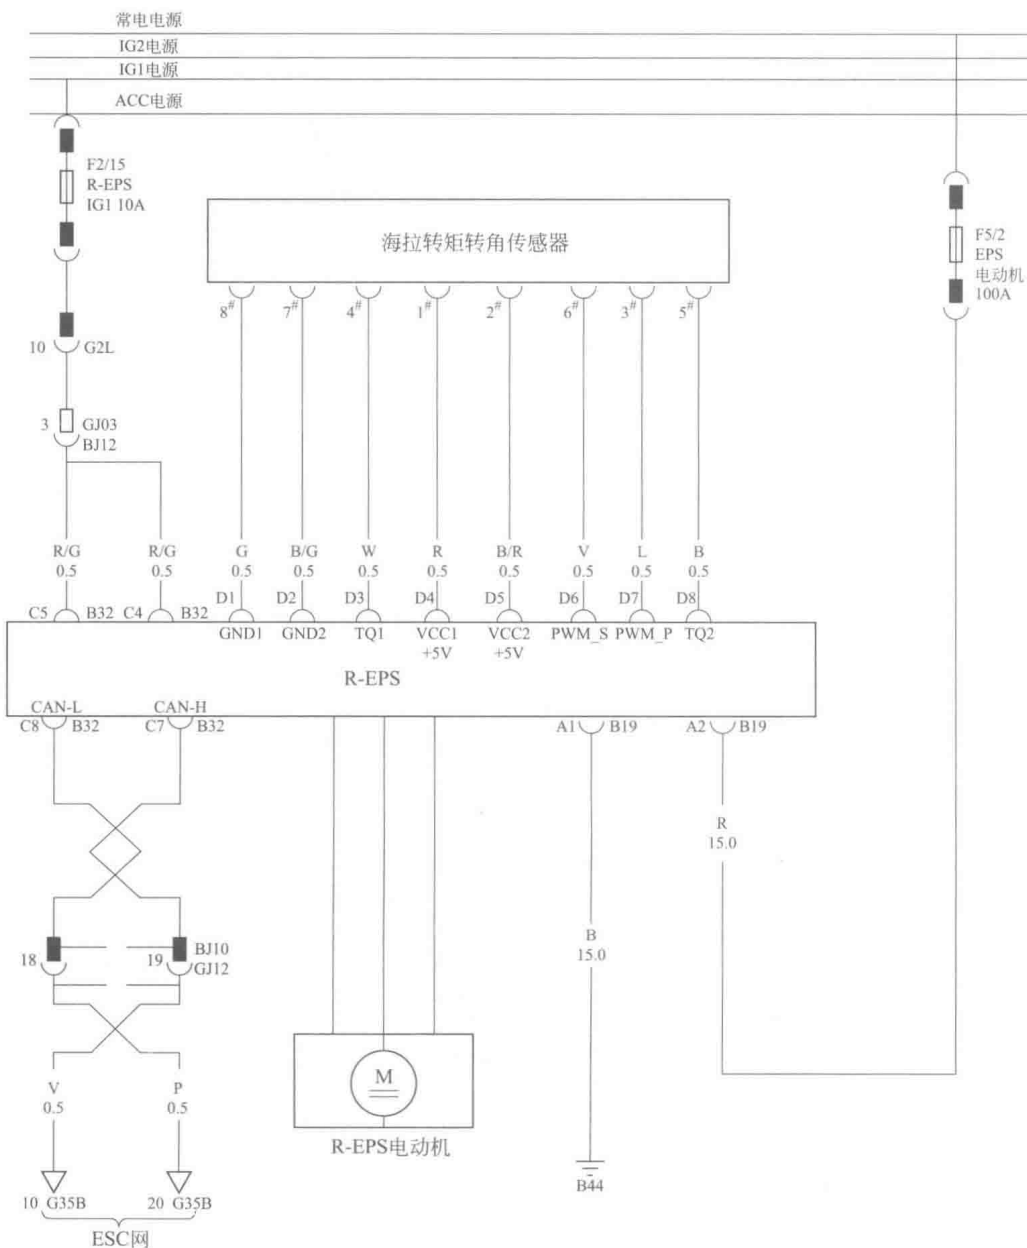 常电电源
IG2电源
IG1电源
ACC电源
F2/15
R-EPS
IG1 10A
F5/2
EPS
电动机
100A
海拉转矩转角传感器
8# 7# 4# 1# 2# 6# 3# 5#
10 G2L
3 GJ03
BJ12
R/G R/G G B/G W R B/R V L B
0.5 0.5 0.5 0.5 0.5 0.5 0.5 0.5 0.5 0.5
C5 B32 C4 B32 D1 D2 D3 D4 D5 D6 D7 D8
GND1 GND2 TQ1 VCC1 VCC2 PWM_S PWM_P TQ2
+5V +5V
R-EPS
CAN-L CAN-H
C8 B32 C7 B32 A1 B19 A2 B19
R
15.0
B
15.0
18 19 BJ10
GJ12
M
V P
0.5 0.5
R-EPS电动机
B44
10 G35B 20 G35B
ESC网